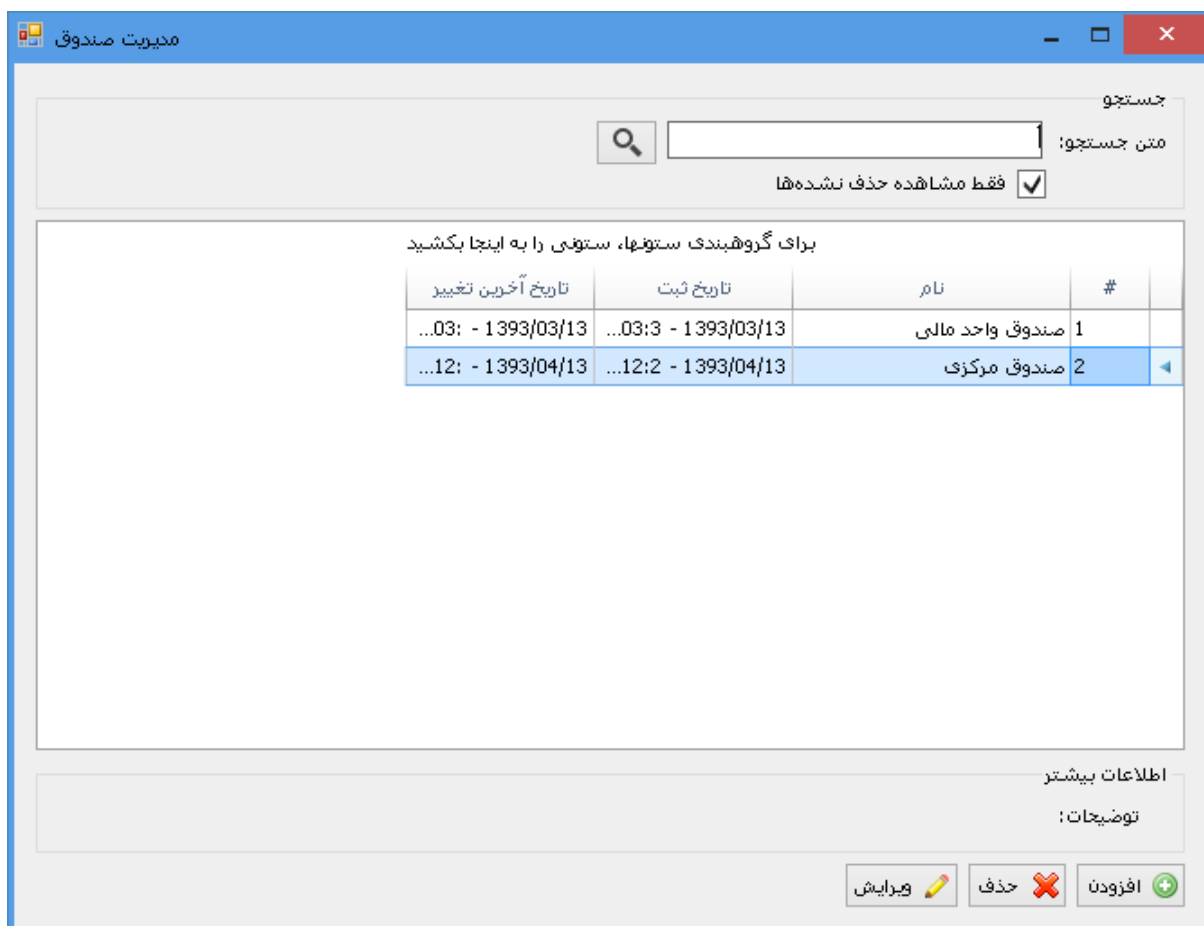 مدیریت صندوق
جستجو
متن جستجو:
فقط مشاهده حذف نشده‌ها
برای گروهبندی ستونها، ستونی را به اینجا بکشید
# نام تاریخ ثبت تاریخ آخرین تغییر
1 صندوق واحد مالی 1393/03/13 - 03:3... 1393/03/13 - 03:...
2 صندوق مرکزی 1393/04/13 - 12:2... 1393/04/13 - 12:...
اطلاعات بیشتر
توضیحات:
افزودن حذف ویرایش